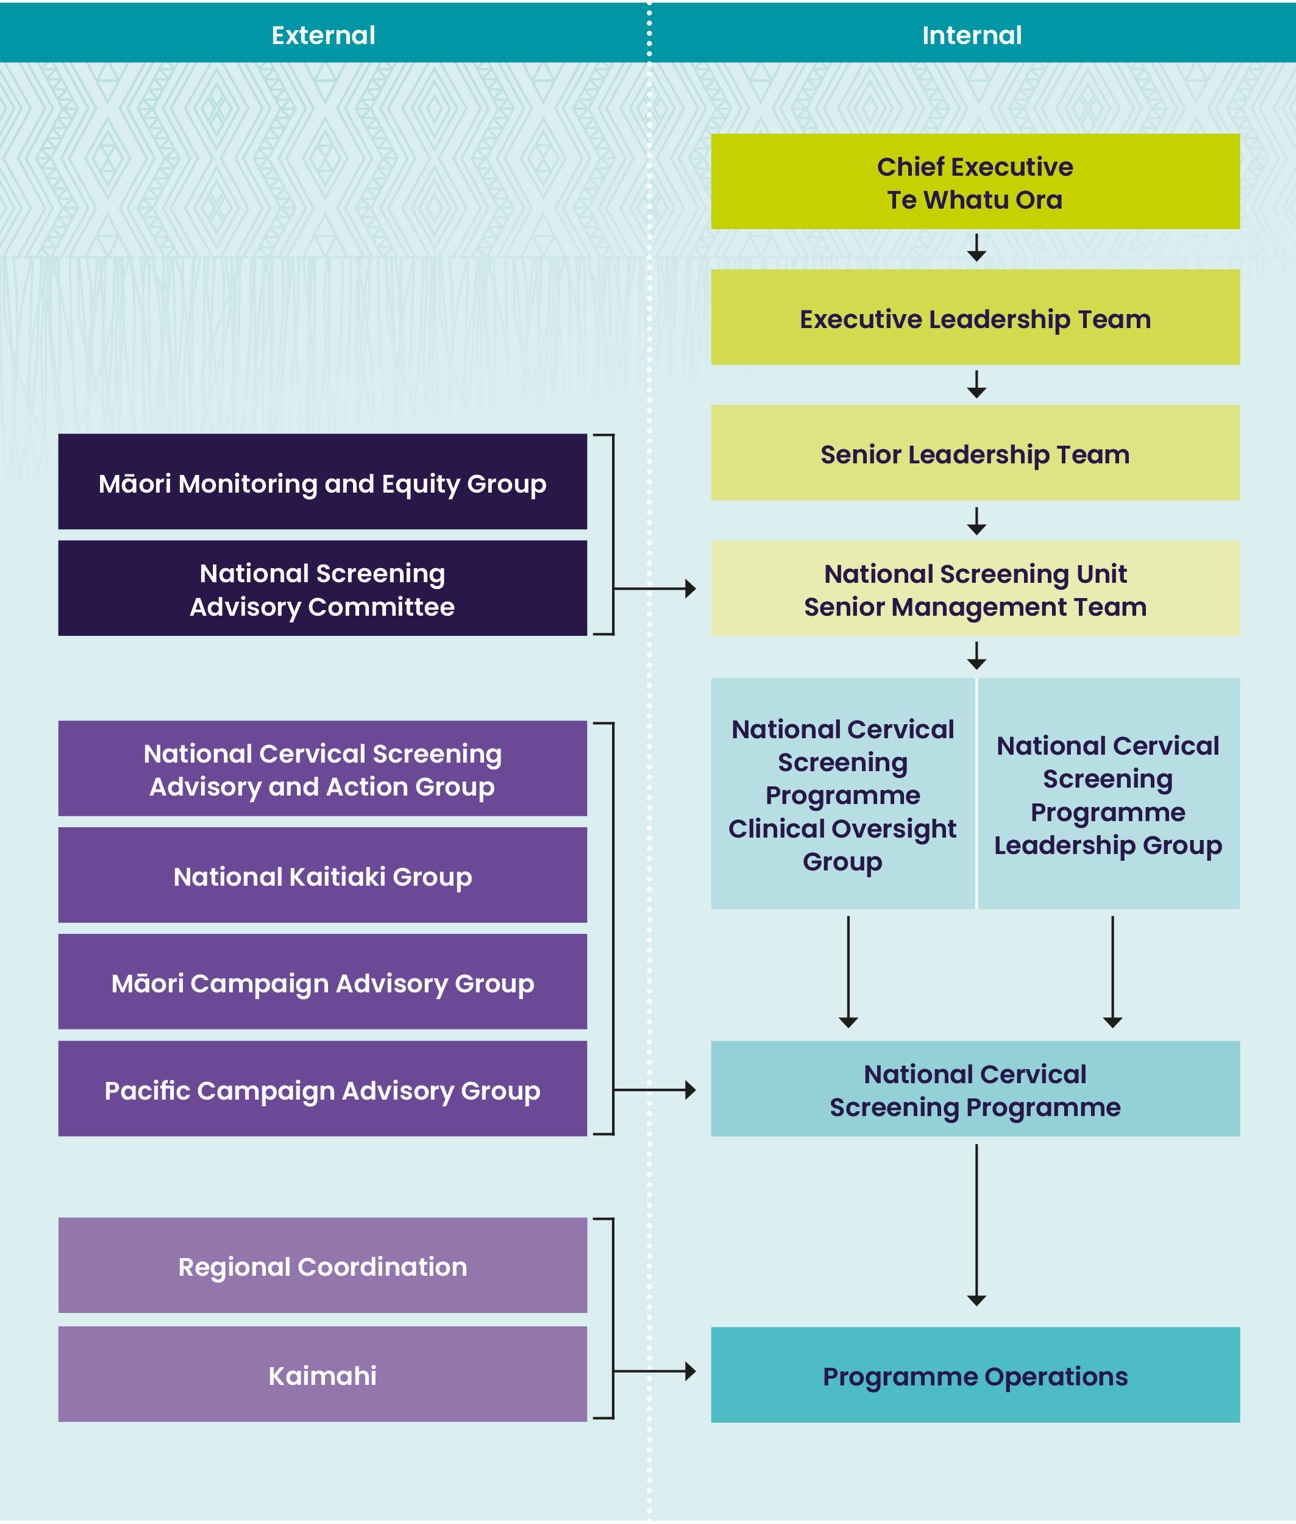 External
Internal
Chief Executive
Te Whatu Ora
Executive Leadership Team
Senior Leadership Team
Māori Monitoring and Equity Group
National Screening
Advisory Committee
National Screening Unit
Senior Management Team
National Cervical Screening
Advisory and Action Group
National Kaitiaki Group
Māori Campaign Advisory Group
Pacific Campaign Advisory Group
National Cervical
Screening
Programme
Clinical Oversight
Group
National Cervical
Screening
Programme
Leadership Group
National Cervical
Screening Programme
Regional Coordination
Kaimahi
Programme Operations